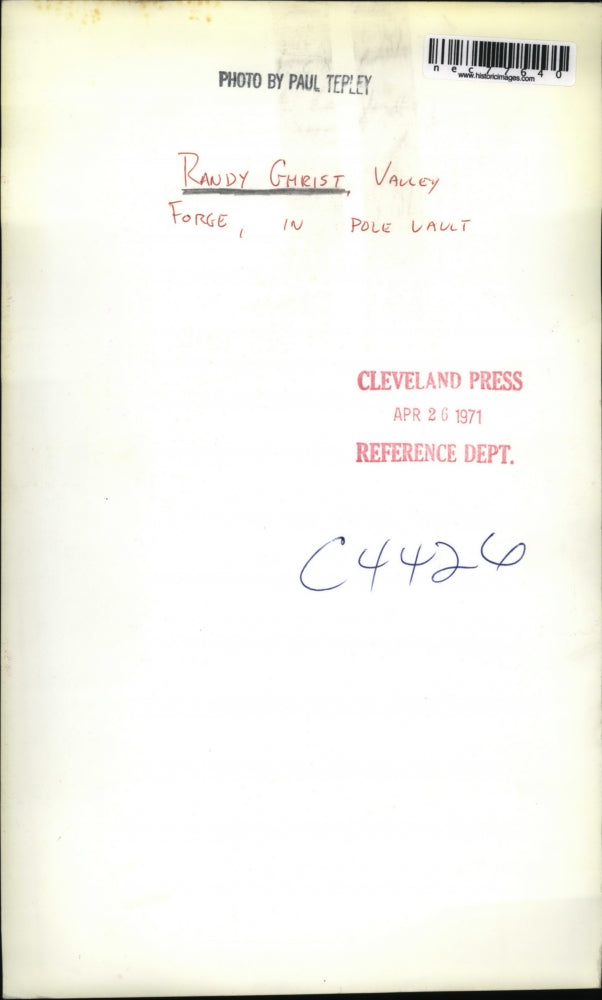 PHOTO BY PAUL TEPLEY
nec77640
www.historicimages.com
RANDY GHRIST, VALLEY
FORGE, IN POLE VAULT
CLEVELAND PRESS
APR 26 1971
REFERENCE DEPT.
C4426